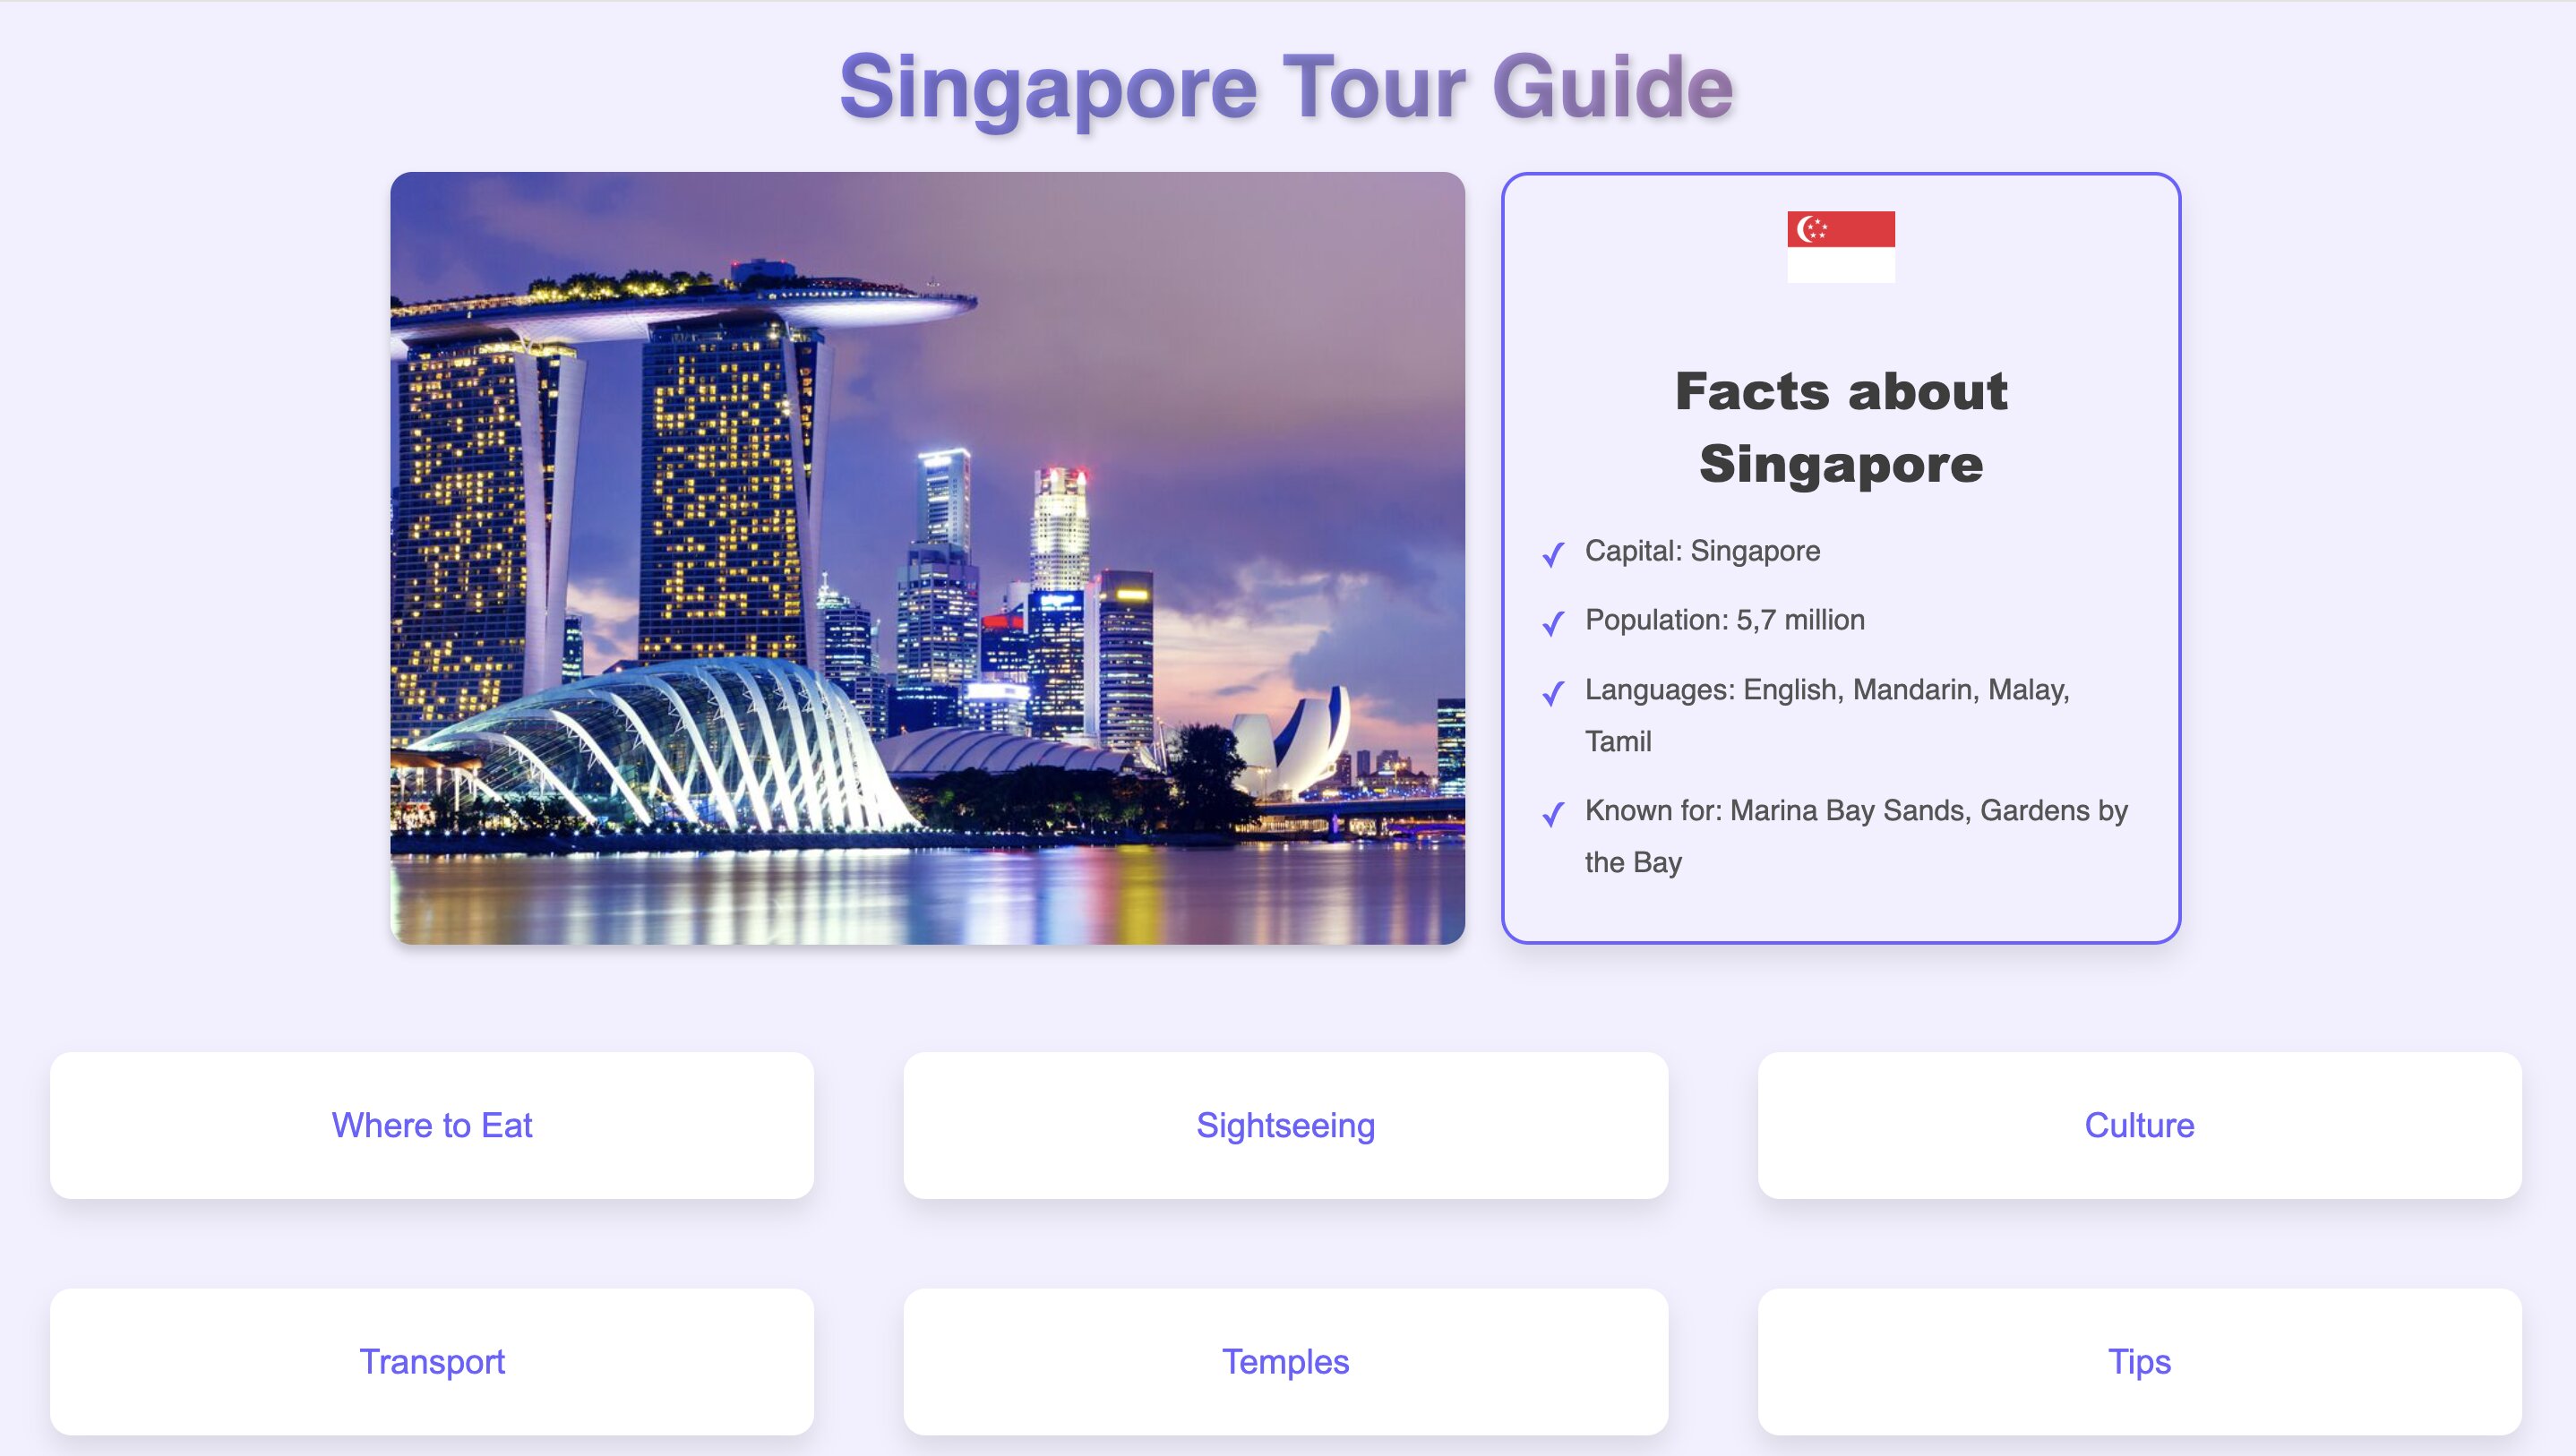 Singapore Tour Guide
Facts about
Singapore
Capital: Singapore
Population: 5,7 million
Languages: English, Mandarin, Malay,
Tamil
Known for: Marina Bay Sands, Gardens by
the Bay
Where to Eat
Sightseeing
Culture
Transport
Temples
Tips